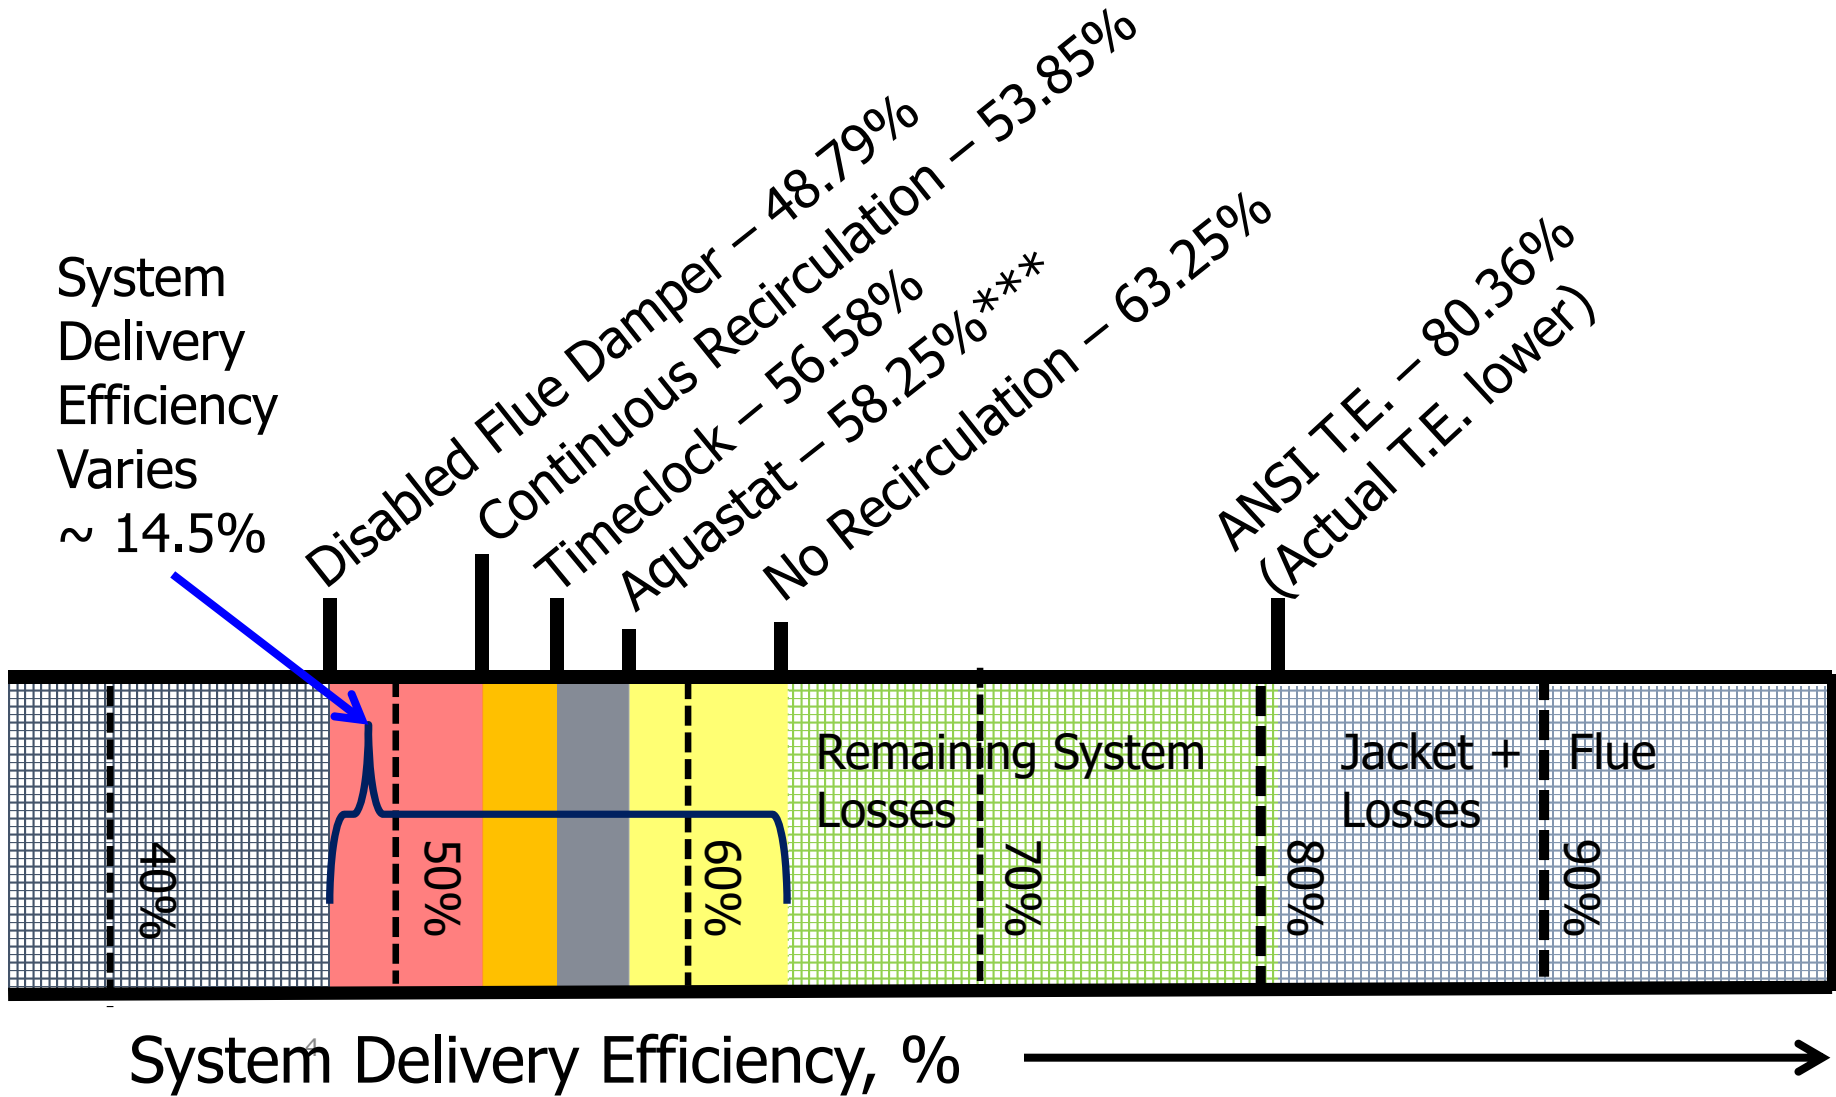 System
Delivery
Efficiency
Varies
~ 14.5%
Disabled Flue Damper – 48.79%
Continuous Recirculation – 53.85%
Timeclock – 56.58%
Aquastat – 58.25%***
No Recirculation – 63.25%
ANSI T.E. – 80.36%
(Actual T.E. lower)
Remaining System
Losses
Jacket + Flue
Losses
40%
50%
60%
70%
80%
90%
System Delivery Efficiency, %
4